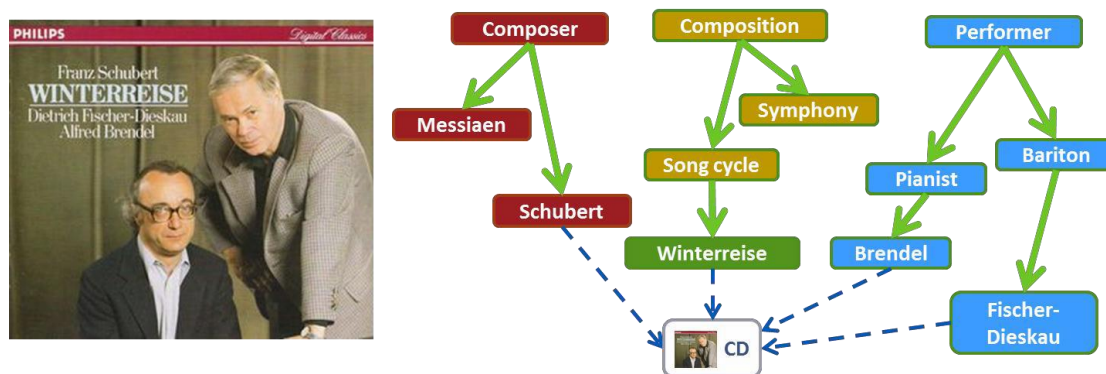 PHILIPS
Digital Classics
Franz Schubert
WINTERREISE
Dietrich Fischer-Dieskau
Alfred Brendel
Composer
Composition
Performer
Messiaen
Symphony
Bariton
Song cycle
Pianist
Schubert
Winterreise
Brendel
Fischer-
Dieskau
CD